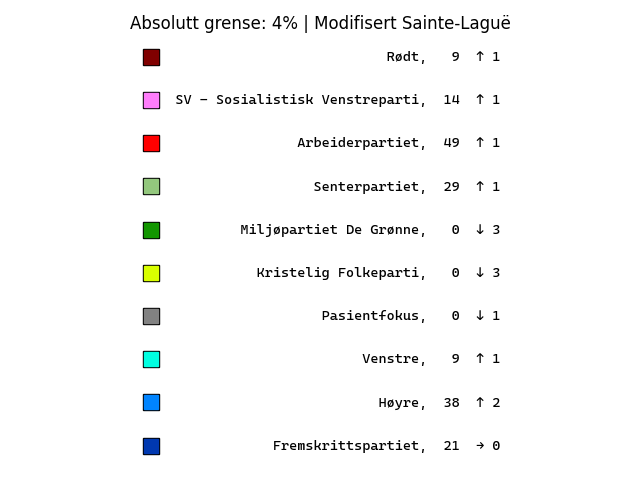 Absolutt grense: 4% | Modifisert Sainte-Laguë
Rødt, 9 ↑ 1
SV – Sosialistisk Venstreparti, 14 ↑ 1
Arbeiderpartiet, 49 ↑ 1
Senterpartiet, 29 ↑ 1
Miljøpartiet De Grønne, 0 ↓ 3
Kristelig Folkeparti, 0 ↓ 3
Pasientfokus, 0 ↓ 1
Venstre, 9 ↑ 1
Høyre, 38 ↑ 2
Fremskrittspartiet, 21 → 0